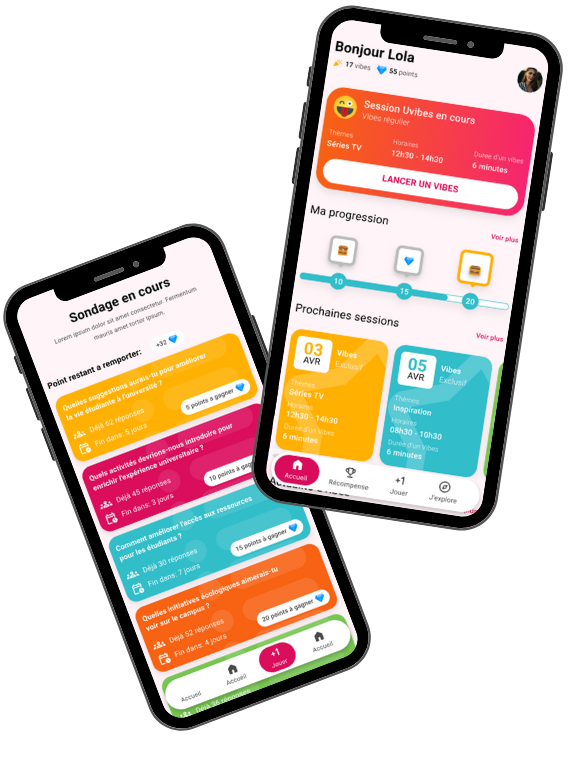 Bonjour Lola
17 vibes 55 points
Session Uvibes en cours
Vibes régulier
Thèmes
Séries TV
Horaires
12h30 - 14h30
Durée d'un vibes
6 minutes
LANCER UN VIBES
Ma progression
Voir plus
10
15
20
Prochaines sessions
Voir plus
03
AVR
Vibes
Exclusif
Thèmes
Séries TV
Horaires
12h30 - 14h30
Durée d'un vibes
6 minutes
05
AVR
Vibes
Exclusif
Thèmes
Inspiration
Horaires
08h30 - 10h30
Durée d'un vibes
6 minutes
Accueil
Récompense
+1
Jouer
J'explore
Sondage en cours
Lorem ipsum dolor sit amet consectetur. Fermentum
mauris amet tortor ipsum.
Point restant a remporter:
+32
Quelles suggestions aurais-tu pour améliorer
la vie étudiante à l'université ?
Déjà 62 réponses
Fin dans: 5 jours
5 points a gagner
Quels activités devrions-nous introduire pour
enrichir l'expérience universitaire ?
Déjà 45 réponses
Fin dans: 3 jours
10 points à
Comment améliorer l'accès aux ressources
pour les étudiants ?
Déjà 30 réponses
Fin dans: 7 jours
15 points à gagner
Quelles initiatives écologiques aimerais-tu
voir sur le campus ?
Déjà 52 réponses
Fin dans: 4 jours
20 points à gagner
Déjà 36 réponses
Accueil
Accueil
+1
Jouer
Accueil